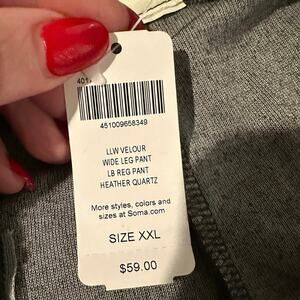 451009658349
LLW VELOUR
WIDE LEG PANT
LB REG PANT
HEATHER QUARTZ
More styles, colors and
sizes at Soma.com
SIZE XXL
$59.00